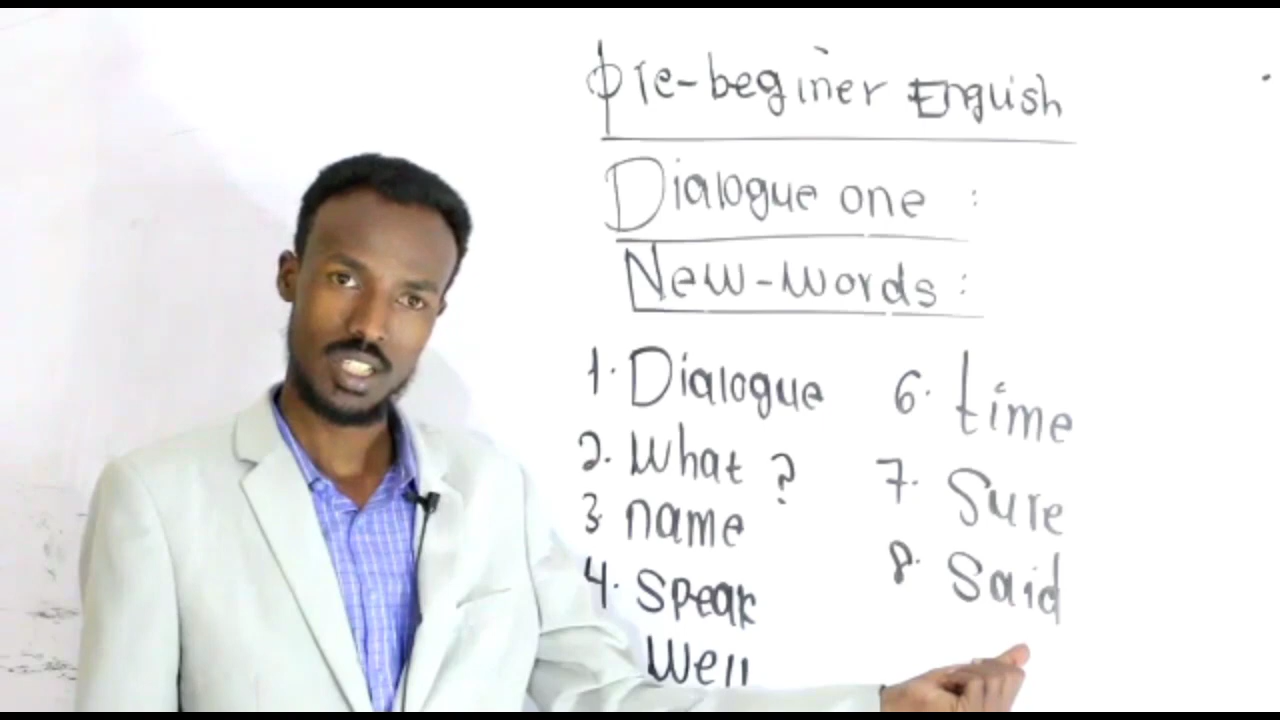 Pre-beginer English
Dialogue one :
New-words :
1. Dialogue
2. What ?
3 name
4. Speak
Well
6. time
7. Sure
8. Said